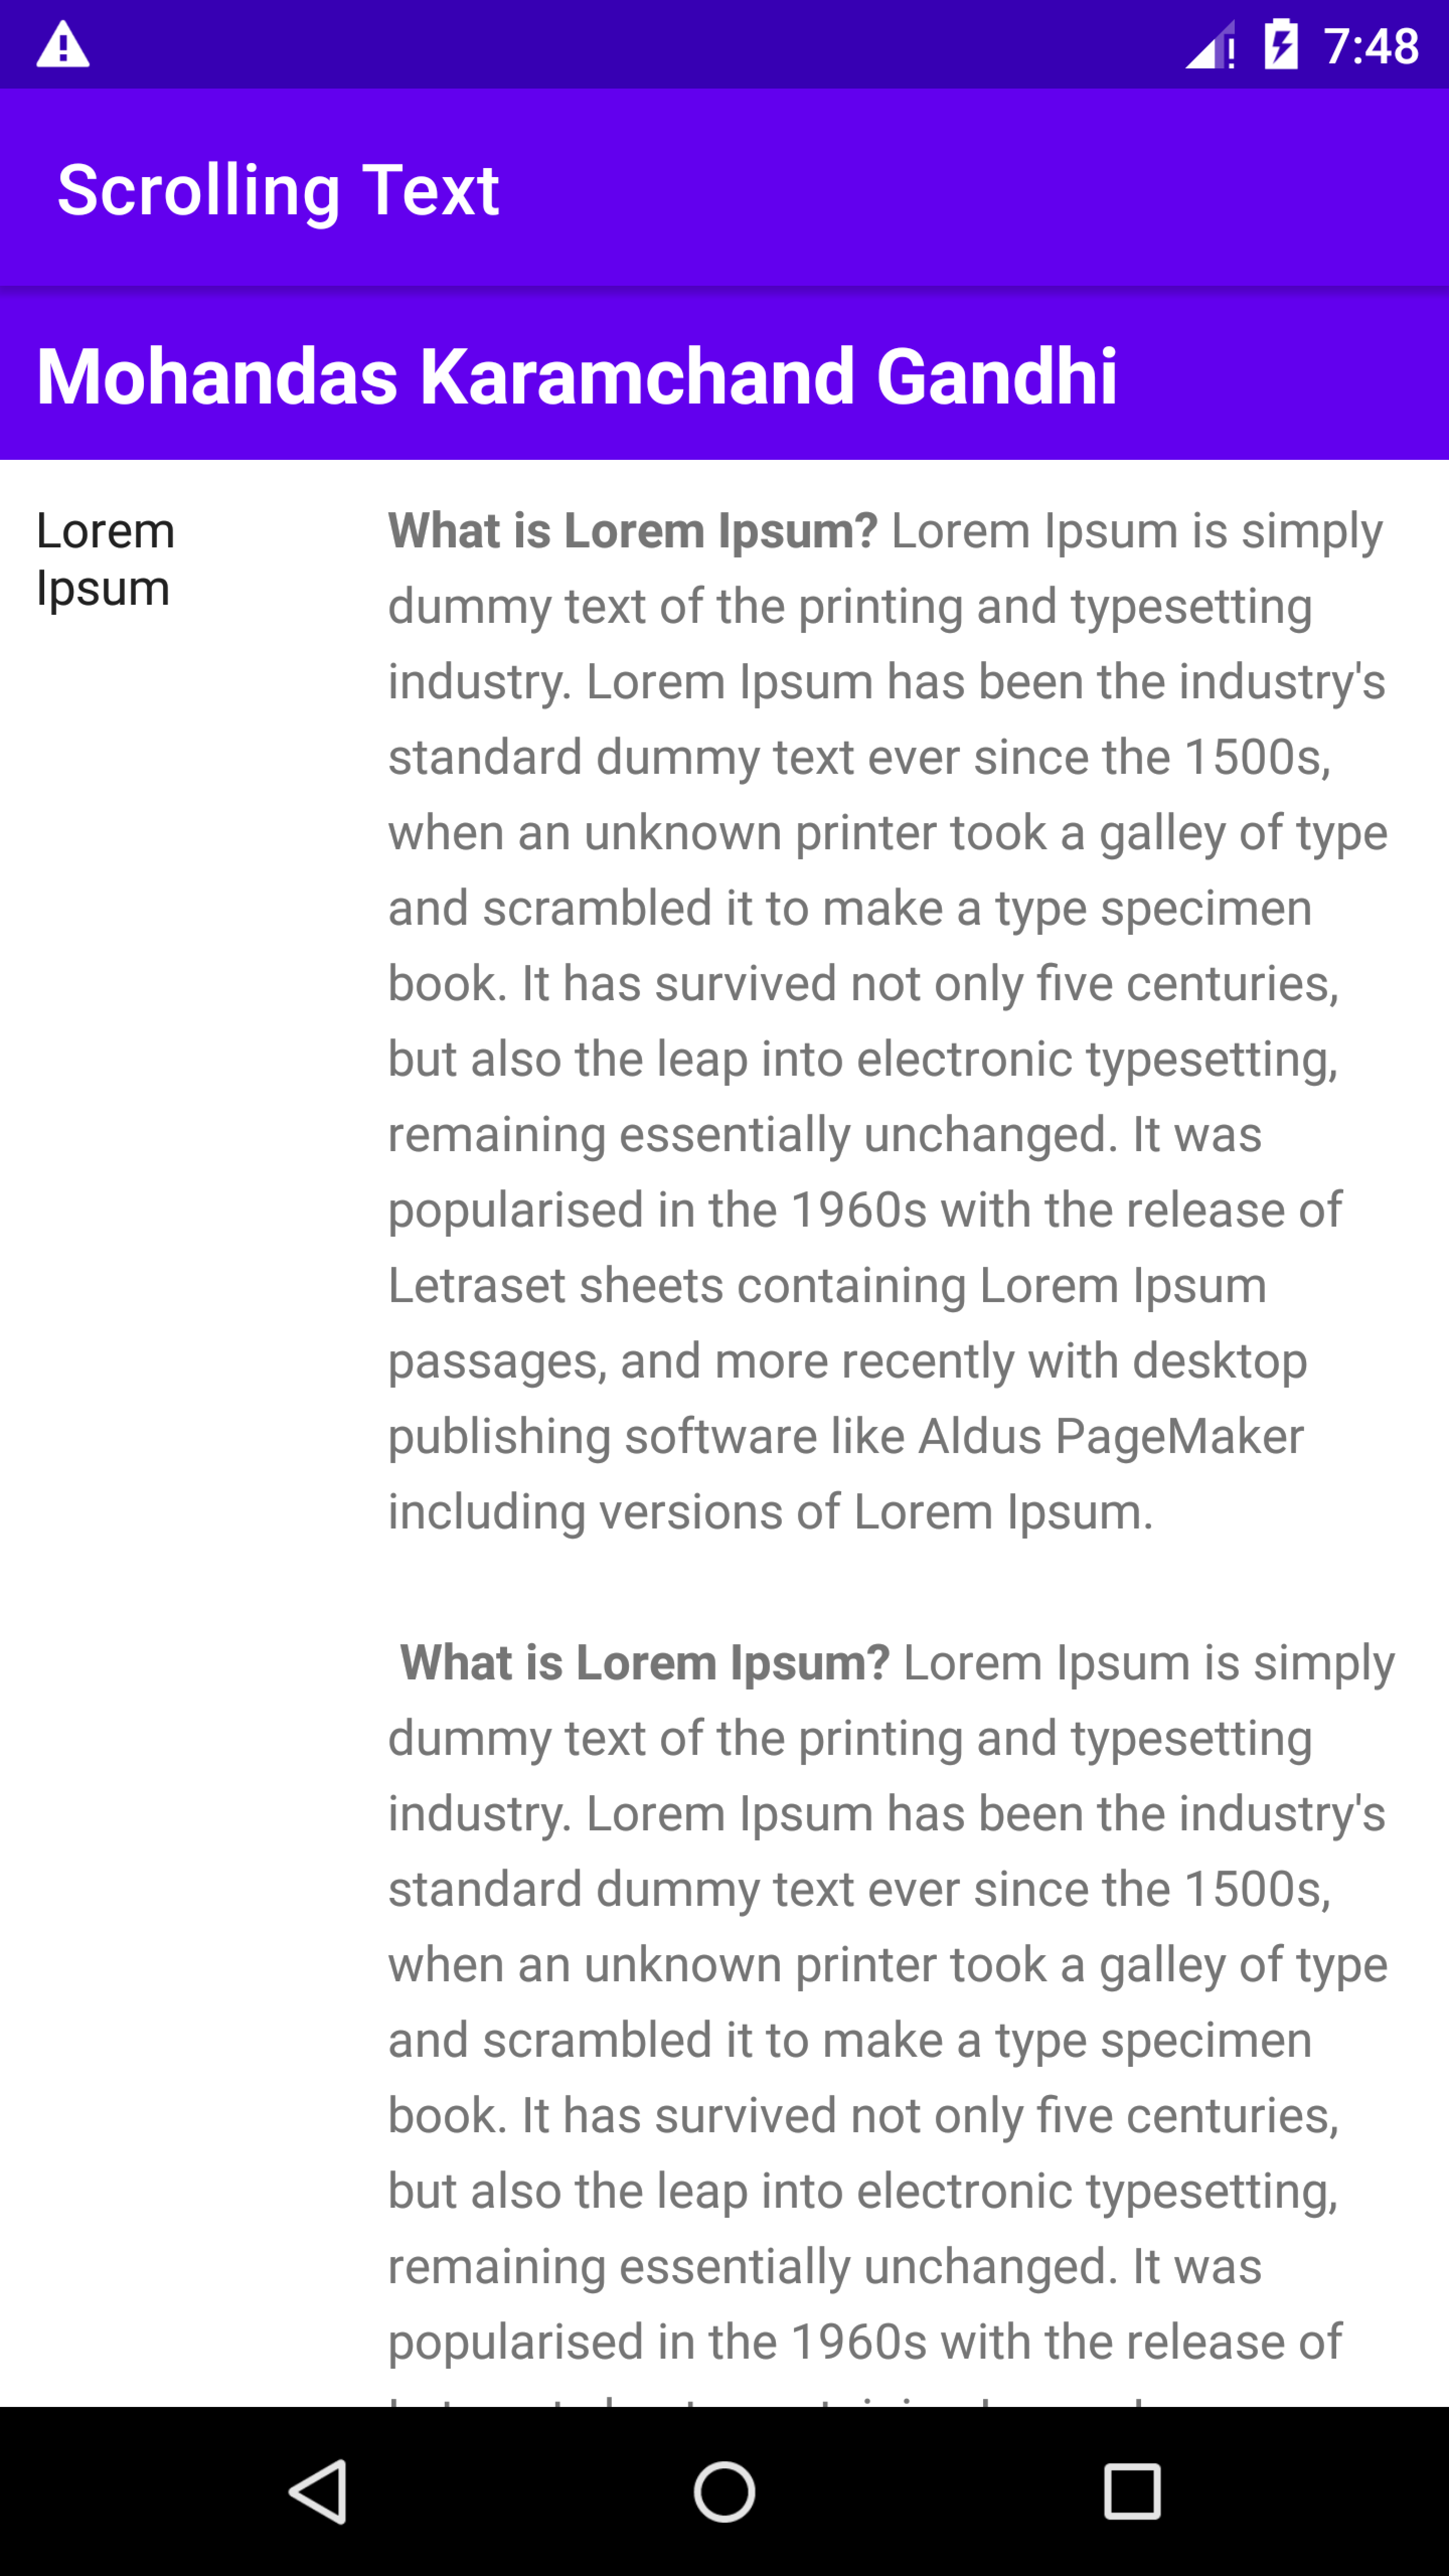 7:48
Scrolling Text
Mohandas Karamchand Gandhi
Lorem
Ipsum
What is Lorem Ipsum? Lorem Ipsum is simply
dummy text of the printing and typesetting
industry. Lorem Ipsum has been the industry's
standard dummy text ever since the 1500s,
when an unknown printer took a galley of type
and scrambled it to make a type specimen
book. It has survived not only five centuries,
but also the leap into electronic typesetting,
remaining essentially unchanged. It was
popularised in the 1960s with the release of
Letraset sheets containing Lorem Ipsum
passages, and more recently with desktop
publishing software like Aldus PageMaker
including versions of Lorem Ipsum.
What is Lorem Ipsum? Lorem Ipsum is simply
dummy text of the printing and typesetting
industry. Lorem Ipsum has been the industry's
standard dummy text ever since the 1500s,
when an unknown printer took a galley of type
and scrambled it to make a type specimen
book. It has survived not only five centuries,
but also the leap into electronic typesetting,
remaining essentially unchanged. It was
popularised in the 1960s with the release of